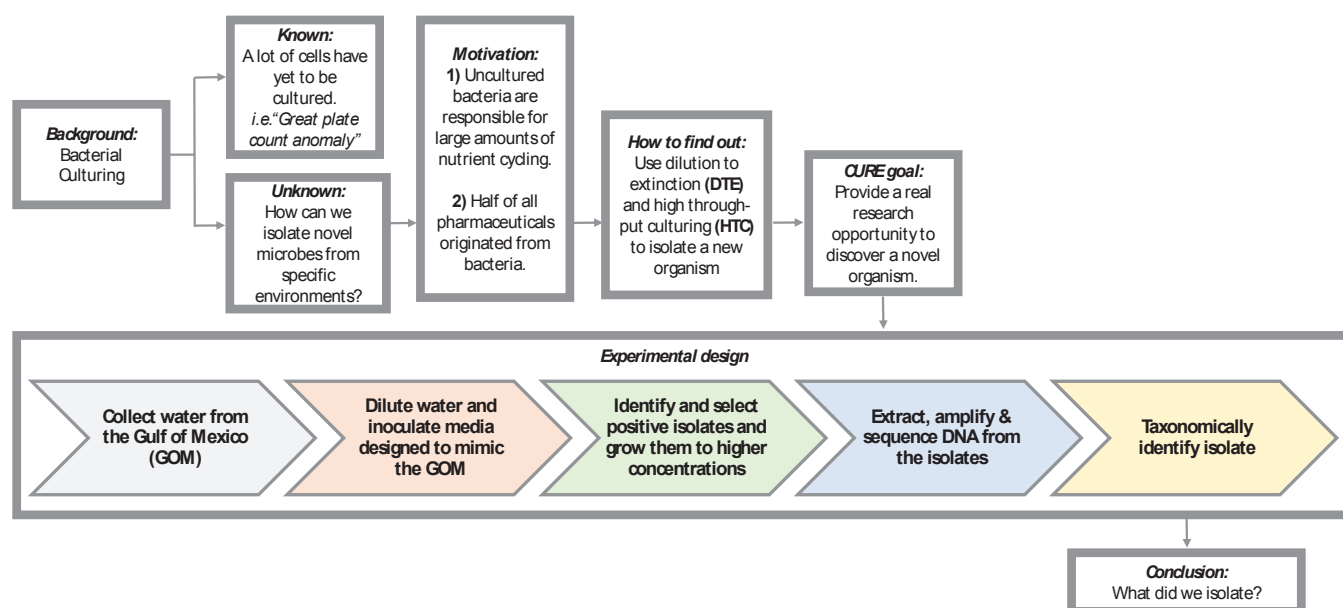 Background:
Bacterial
Culturing
Known:
A lot of cells have
yet to be
cultured.
i.e.“Great plate
count anomaly”
Unknown:
How can we
isolate novel
microbes from
specific
environments?
Motivation:
1) Uncultured
bacteria are
responsible for
large amounts of
nutrient cycling.
2) Half of all
pharmaceuticals
originated from
bacteria.
How to find out:
Use dilution to
extinction (DTE)
and high through-
put culturing (HTC)
to isolate a new
organism
CURE goal:
Provide a real
research
opportunity to
discover a novel
organism.
Experimental design
Collect water from
the Gulf of Mexico
(GOM)
Dilute water and
inoculate media
designed to mimic
the GOM
Identify and select
positive isolates and
grow them to higher
concentrations
Extract, amplify &
sequence DNA from
the isolates
Taxonomically
identify isolate
Conclusion:
What did we isolate?